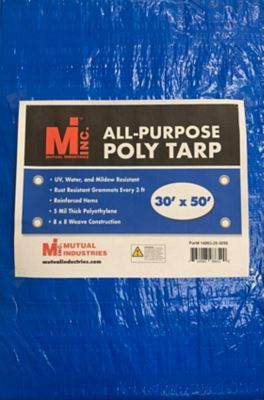 MI INC.
MUTUAL INDUSTRIES
ALL-PURPOSE
POLY TARP
• UV, Water, and Mildew Resistant
• Rust Resistant Grommets Every 3 ft
• Reinforced Hems
• 5 Mil Thick Polyethylene
• 8 x 8 Weave Construction
30' x 50'
MI INC. MUTUAL
INDUSTRIES
mutualindustries.com